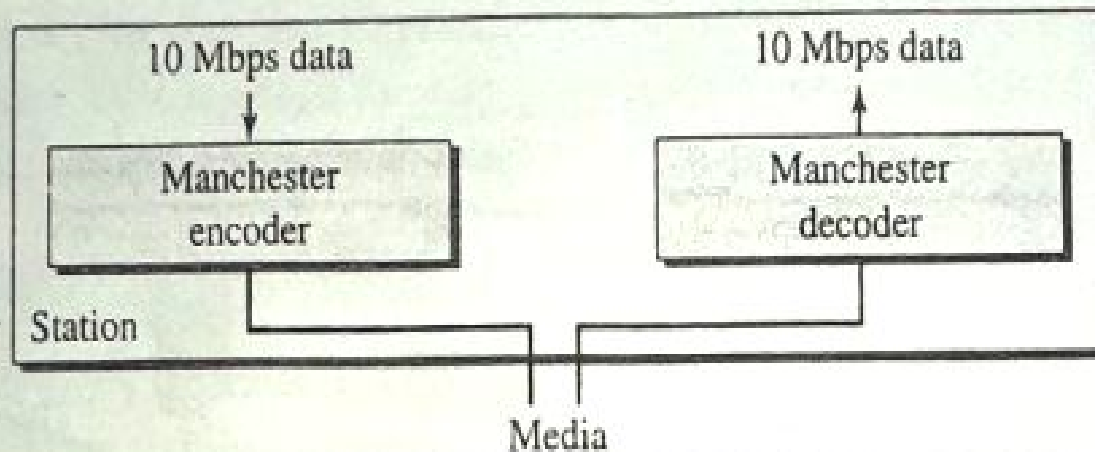 10 Mbps data
10 Mbps data
Manchester
encoder
Manchester
decoder
Station
Media